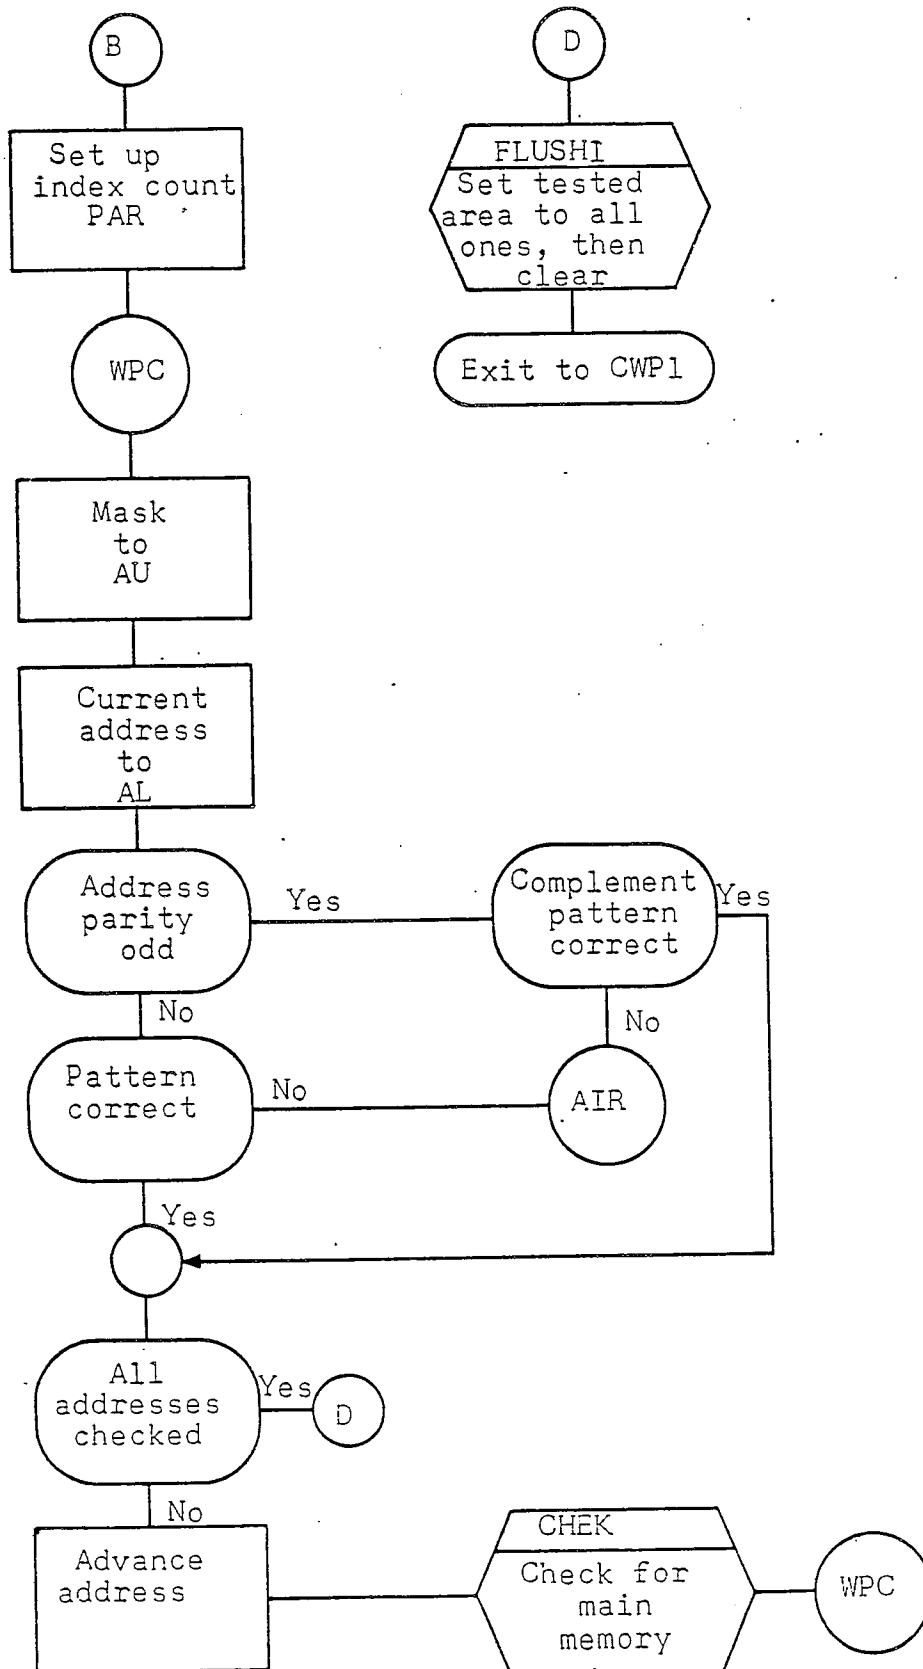 B
Set up
index count
PAR
WPC
Mask
to
AU
Current
address
to
AL
Address
parity
odd
Yes
Complement
pattern
correct
Yes
No
No
Pattern
correct
No
AIR
Yes
All
addresses
checked
Yes
D
No
Advance
address
CHEK
Check for
main
memory
WPC
D
FLUSH1
Set tested
area to all
ones, then
clear
Exit to CWP1